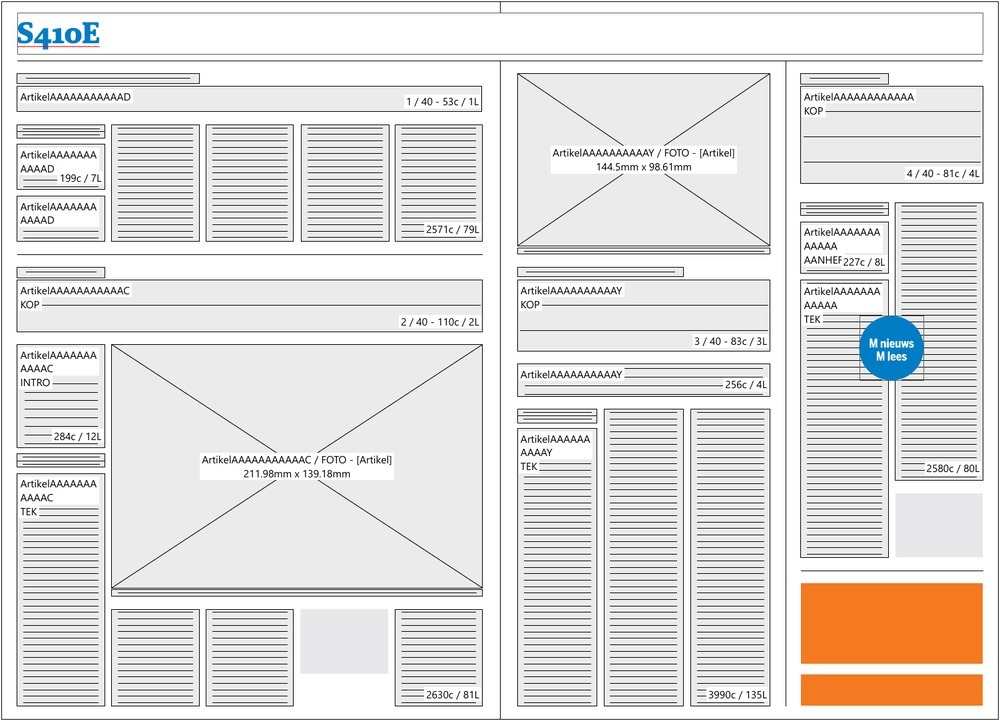 S410E
ArtikelAAAAAAAAAAAD
1 / 40 - 53c / 1L
ArtikelAAAAAAA
AAAAD
199c / 7L
ArtikelAAAAAAA
AAAAD
2571c / 79L
ArtikelAAAAAAAAAAAC
KOP
2 / 40 - 110c / 2L
ArtikelAAAAAAA
AAAAC
INTRO
284c / 12L
ArtikelAAAAAAAAAAAC / FOTO - [Artikel]
211.98mm x 139.18mm
ArtikelAAAAAAA
AAAAC
TEK
2630c / 81L
ArtikelAAAAAAAAAAY / FOTO - [Artikel]
144.5mm x 98.61mm
ArtikelAAAAAAAAAAY
KOP
3 / 40 - 83c / 3L
ArtikelAAAAAAAAAAY
256c / 4L
ArtikelAAAAAA
AAAAY
TEK
3990c / 135L
ArtikelAAAAAAAAAAAA
KOP
4 / 40 - 81c / 4L
ArtikelAAAAAAA
AAAAA
AANHEF
227c / 8L
ArtikelAAAAAAA
AAAAA
TEK
M nieuws
M lees
2580c / 80L